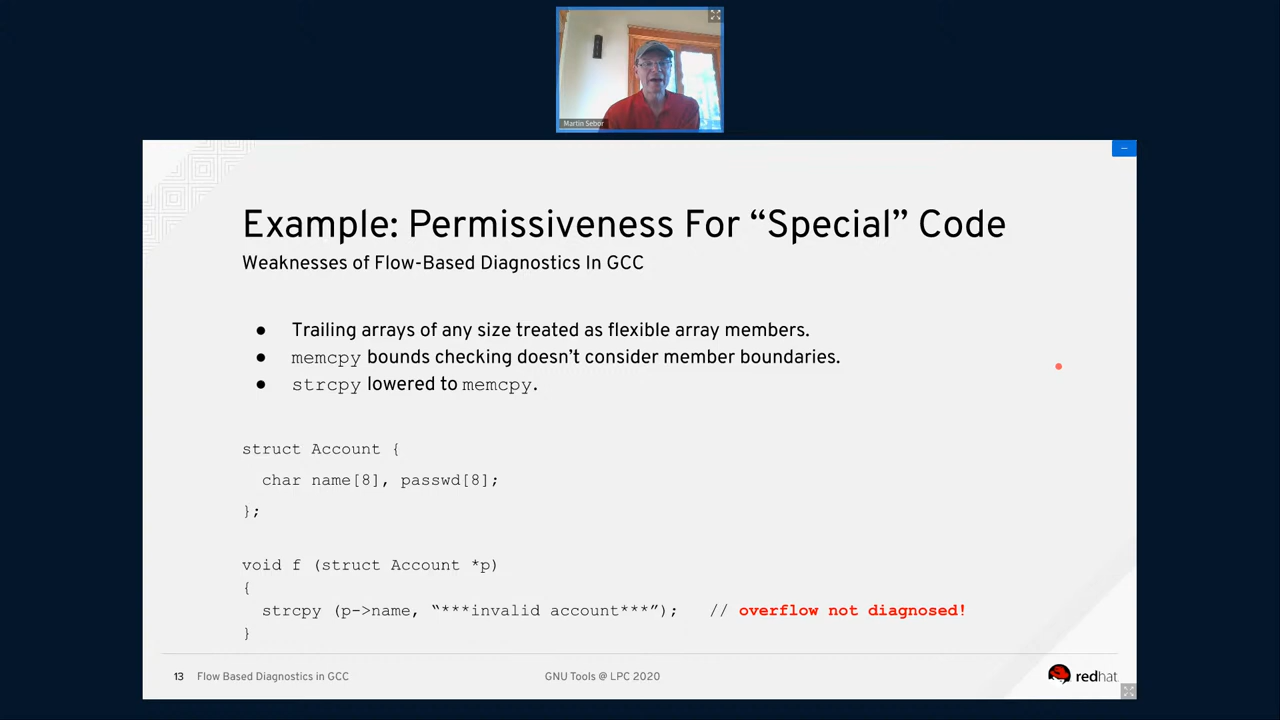 Martin Sebor
Example: Permissiveness For “Special” Code
Weaknesses of Flow-Based Diagnostics In GCC
● Trailing arrays of any size treated as flexible array members.
● memcpy bounds checking doesn’t consider member boundaries.
● strcpy lowered to memcpy.
struct Account {
char name[8], passwd[8];
};
void f (struct Account *p)
{
strcpy (p->name, “***invalid account***”); // overflow not diagnosed!
}
13 Flow Based Diagnostics in GCC GNU Tools @ LPC 2020 redhat.